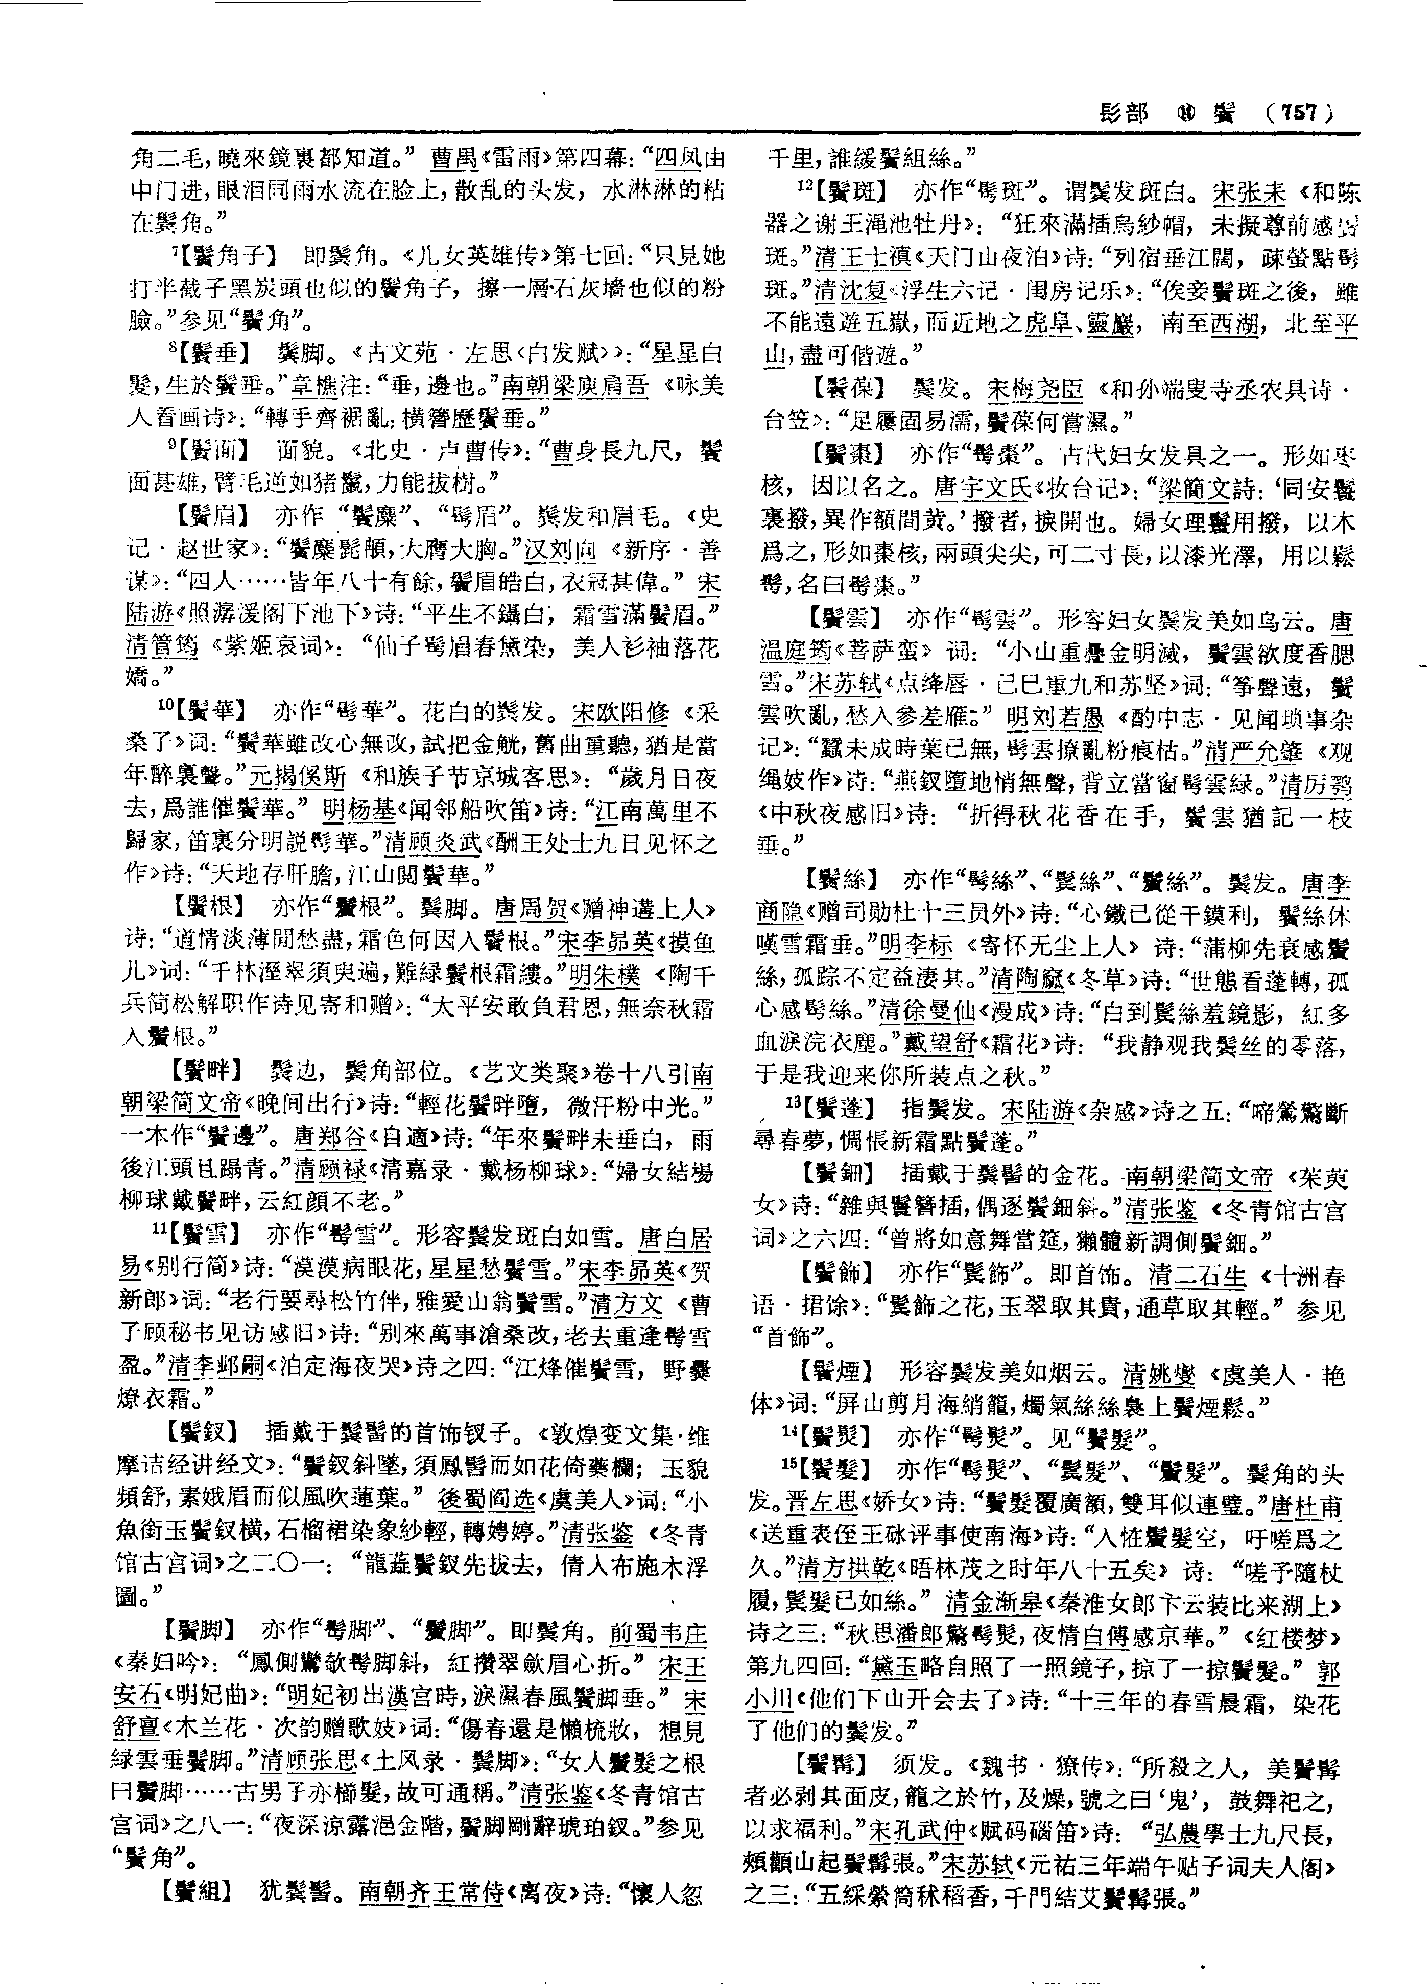 髟部 ⑭ 鬢 (757)
角二毛,曉來鏡裏都知道。” 曹禺《雷雨》第四幕:“四凤由
中门进,眼泪同雨水流在脸上,散乱的头发,水淋淋的粘
在鬓角。”
7【鬢角子】 即鬓角。《儿女英雄传》第七回:“只見她
打半截子黑炭頭也似的鬢角子,擦一層石灰墙也似的粉
臉。”参见“鬢角”。
8【鬢垂】 鬓脚。《古文苑·左思〈白发赋〉》:“星星白
髮,生於鬢垂。”章樵注:“垂,邊也。”南朝梁庾肩吾《咏美
人看画诗》:“轉手齊裾亂,横簪歷鬢垂。”
9【鬢面】 面貌。《北史·卢曹传》:“曹身長九尺,鬢
面甚雄,臂毛逆如猪鬣,力能拔樹。”
【鬢眉】 亦作“鬢麋”、“髩眉”。鬓发和眉毛。《史
记·赵世家》:“鬢麋髭䫇,大膺大胸。”汉刘向《新序·善
谋》:“四人……皆年八十有餘,鬢眉皓白,衣冠甚偉。” 宋
陆游《照潺湲阁下池下》诗:“平生不鑷白,霜雪滿鬢眉。”
清管筠《紫姬哀词》:“仙子髩眉春黛染,美人衫袖落花
嬌。”
10【鬢華】 亦作“髩華”。花白的鬓发。宋欧阳修《采
桑子》词:“鬢華雖改心無改,試把金觥,舊曲重聽,猶是當
年醉裏聲。”元揭傒斯《和族子节京城客思》:“歲月日夜
去,爲誰催鬢華。” 明杨基《闻邻船吹笛》诗:“江南萬里不
歸家,笛裏分明説髩華。”清顾炎武《酬王处士九日见怀之
作》诗:“天地存肝膽,江山閲鬢華。”
【鬢根】 亦作“鬢根”。鬓脚。唐周贺《赠神遘上人》
诗:“道情淡薄閒愁盡,霜色何因入鬢根。”宋李昴英《摸鱼
儿》词:“千林溼翠須臾遍,難緑鬢根霜縷。”明朱樸《陶千
兵简松解职作诗见寄和赠》:“太平安敢負君恩,無奈秋霜
入鬢根。”
【鬢畔】 鬓边,鬓角部位。《艺文类聚》卷十八引南
朝梁简文帝《晚间出行》诗:“輕花鬢畔墮,微汗粉中光。”
一本作“鬢邊”。唐郑谷《自適》诗:“年來鬢畔未垂白,雨
後江頭且蹋青。”清顾禄《清嘉录·戴杨柳球》:“婦女結楊
柳球戴鬢畔,云紅顔不老。”
11【鬢雪】 亦作“髩雪”。形容鬓发斑白如雪。唐白居
易《别行简》诗:“漠漠病眼花,星星愁鬢雪。”宋李昴英《贺
新郎》词:“老行要尋松竹伴,雅愛山翁鬢雪。”清方文《曹
子顾秘书见访感旧》诗:“别來萬事滄桑改,老去重逢髩雪
盈。”清李邺嗣《泊定海夜哭》诗之四:“江烽催鬢雪,野爨
燎衣霜。”
【鬢釵】 插戴于鬓髻的首饰钗子。《敦煌变文集·维
摩诘经讲经文》:“鬢釵斜墜,須鳳髻而如花倚藥欄;玉貌
頻舒,素娥眉而似風吹蓮葉。” 後蜀阎选《虞美人》词:“小
魚銜玉鬢釵横,石榴裙染象紗輕,轉娉婷。”清张鉴《冬青
馆古宫词》之二〇一:“龍蕋鬢釵先拔去,倩人布施木浮
圖。”
【鬢脚】 亦作“髩脚”、“鬢脚”。即鬓角。前蜀韦庄
《秦妇吟》:“鳳側鸞欹髩脚斜,紅攢翠斂眉心折。” 宋王
安石《明妃曲》:“明妃初出漢宫時,淚濕春風鬢脚垂。” 宋
舒亶《木兰花·次韵赠歌妓》词:“傷春還是懶梳妝,想見
緑雲垂鬢脚。”清顾张思《土风录·鬓脚》:“女人鬢髮之根
曰鬢脚……古男子亦櫛髮,故可通稱。”清张鉴《冬青馆古
宫词》之八一:“夜深凉露浥金階,鬢脚剛辭琥珀釵。”参见
“鬢角”。
【鬢組】 犹鬓髻。南朝齐王常侍《离夜》诗:“懷人忽
千里,誰緩鬢組絲。”
12【鬢斑】 亦作“髩斑”。谓鬓发斑白。宋张耒《和陈
器之谢王渑池牡丹》:“狂來滿插烏紗帽,未擬尊前感鬢
斑。”清王士禛《天门山夜泊》诗:“列宿垂江闊,疎螢點髩
斑。”清沈复《浮生六记·闺房记乐》:“俟妾鬢斑之後,雖
不能遠遊五嶽,而近地之虎阜、靈巖,南至西湖,北至平
山,盡可偕遊。”
【鬢葆】 鬓发。宋梅尧臣《和孙端叟寺丞农具诗·
台笠》:“足屨固易濡,鬢葆何嘗濕。”
【鬢棗】 亦作“髩棗”。古代妇女发具之一。形如枣
核,因以名之。唐宇文氏《妆台记》:“梁簡文詩:‘同安鬢
裏撥,異作額間黄。’撥者,捩開也。婦女理鬢用撥,以木
爲之,形如棗核,兩頭尖尖,可二寸長,以漆光澤,用以鬆
髩,名曰髩棗。”
【鬢雲】 亦作“髩雲”。形容妇女鬓发美如乌云。唐
温庭筠《菩萨蛮》词:“小山重疊金明滅,鬢雲欲度香腮
雪。”宋苏轼《点绛唇·己巳重九和苏坚》词:“筝聲遠,鬢
雲吹亂,愁入參差雁。” 明刘若愚《酌中志·见闻琐事杂
记》:“蠶未成時葉已無,髩雲撩亂粉痕枯。”清严允肇《观
绳妓作》诗:“燕釵墮地悄無聲,背立當窗髩雲緑。”清厉鹗
《中秋夜感旧》诗:“折得秋花香在手,鬢雲猶記一枝
垂。”
【鬢絲】 亦作“髩絲”、“鬓絲”、“鬢絲”。鬓发。唐李
商隐《赠司勋杜十三员外》诗:“心鐵已從干鏌利,鬢絲休
嘆雪霜垂。”明李标《寄怀无尘上人》诗:“蒲柳先衰感鬢
絲,孤踪不定益淒其。”清陶窳《冬草》诗:“世態看蓬轉,孤
心感髩絲。”清徐曼仙《漫成》诗:“白到鬓絲羞鏡影,紅多
血淚浣衣塵。”戴望舒《霜花》诗:“我静观我鬓丝的零落,
于是我迎来你所装点之秋。”
13【鬢蓬】 指鬓发。宋陆游《杂感》诗之五:“啼鶯驚斷
尋春夢,惆悵新霜點鬢蓬。”
【鬢鈿】 插戴于鬓髻的金花。南朝梁简文帝《茱萸
女》诗:“雜與鬟簪插,偶逐鬢鈿斜。”清张鉴《冬青馆古宫
词》之六四:“曾將如意舞當筵,獺髓新調側鬢鈿。”
【鬢飾】 亦作“鬓飾”。即首饰。清二石生《十洲春
语·捃馀》:“鬓飾之花,玉翠取其貴,通草取其輕。” 参见
“首飾”。
【鬢煙】 形容鬓发美如烟云。清姚燮《虞美人·艳
体》词:“屏山剪月海綃籠,燭氣絲絲裊上鬢煙鬆。”
14【鬢髲】 亦作“髩髲”。见“鬢髮”。
15【鬢髮】 亦作“髩髲”、“鬓髮”、“鬢髮”。鬓角的头
发。晋左思《娇女》诗:“鬢髮覆廣額,雙耳似連璧。”唐杜甫
《送重表侄王砅评事使南海》诗:“入怪鬢髮空,吁嗟爲之
久。”清方拱乾《晤林茂之时年八十五矣》诗:“嗟予隨杖
履,鬓髮已如絲。” 清金渐皋《秦淮女郎卞云装比来湖上》
诗之三:“秋思潘郎驚髩髲,夜情白傅感京華。”《红楼梦》
第九四回:“黛玉略自照了一照鏡子,掠了一掠鬢髮。” 郭
小川《他们下山开会去了》诗:“十三年的春雪晨霜,染花
了他们的鬓发。”
【鬢髯】 须发。《魏书·獠传》:“所殺之人,美鬢髯
者必剥其面皮,籠之於竹,及燥,號之曰‘鬼’,鼓舞祀之,
以求福利。”宋孔武仲《赋码碯笛》诗:“弘農學士九尺長,
頰顴山起鬢髯張。”宋苏轼《元祐三年端午贴子词夫人阁》
之三:“五綵縈筒秫稻香,千門結艾鬢髯張。”